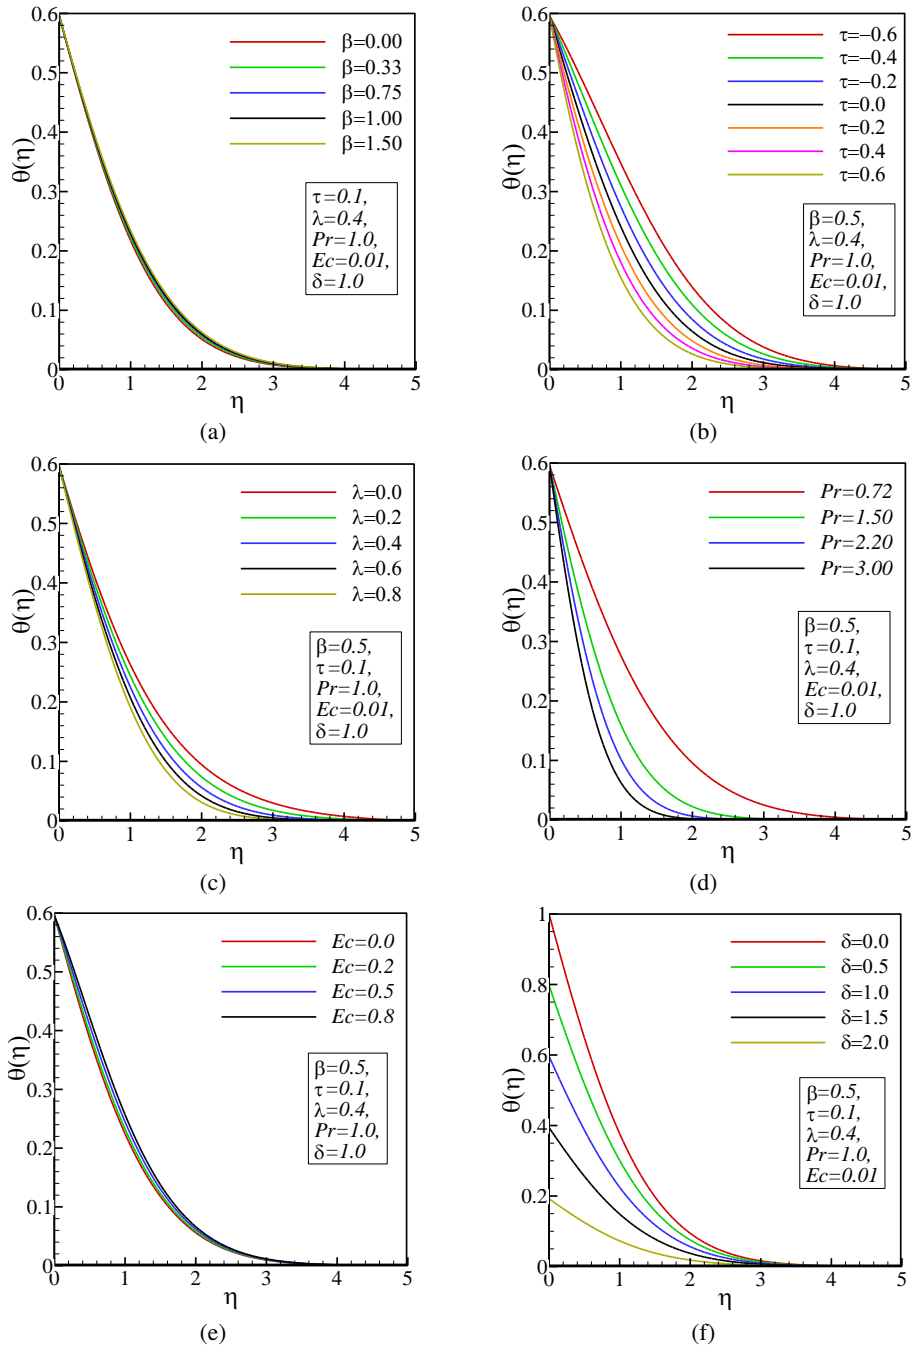 0.6
0.5
0.4
0.3
0.2
0.1
0
θ(η)
β=0.00
β=0.33
β=0.75
β=1.00
β=1.50
τ=0.1,
λ=0.4,
Pr=1.0,
Ec=0.01,
δ=1.0
0 1 2 3 4 5
η
(a)
0.6
0.5
0.4
0.3
0.2
0.1
0
θ(η)
τ=−0.6
τ=−0.4
τ=−0.2
τ=0.0
τ=0.2
τ=0.4
τ=0.6
β=0.5,
λ=0.4,
Pr=1.0,
Ec=0.01,
δ=1.0
0 1 2 3 4 5
η
(b)
0.6
0.5
0.4
0.3
0.2
0.1
0
θ(η)
λ=0.0
λ=0.2
λ=0.4
λ=0.6
λ=0.8
β=0.5,
τ=0.1,
Pr=1.0,
Ec=0.01,
δ=1.0
0 1 2 3 4 5
η
(c)
0.6
0.5
0.4
0.3
0.2
0.1
0
θ(η)
Pr=0.72
Pr=1.50
Pr=2.20
Pr=3.00
β=0.5,
τ=0.1,
λ=0.4,
Ec=0.01,
δ=1.0
0 1 2 3 4 5
η
(d)
0.6
0.5
0.4
0.3
0.2
0.1
0
θ(η)
Ec=0.0
Ec=0.2
Ec=0.5
Ec=0.8
β=0.5,
τ=0.1,
λ=0.4,
Pr=1.0,
δ=1.0
0 1 2 3 4 5
η
(e)
1
0.8
0.6
0.4
0.2
0
θ(η)
δ=0.0
δ=0.5
δ=1.0
δ=1.5
δ=2.0
β=0.5,
τ=0.1,
λ=0.4,
Pr=1.0,
Ec=0.01
0 1 2 3 4 5
η
(f)